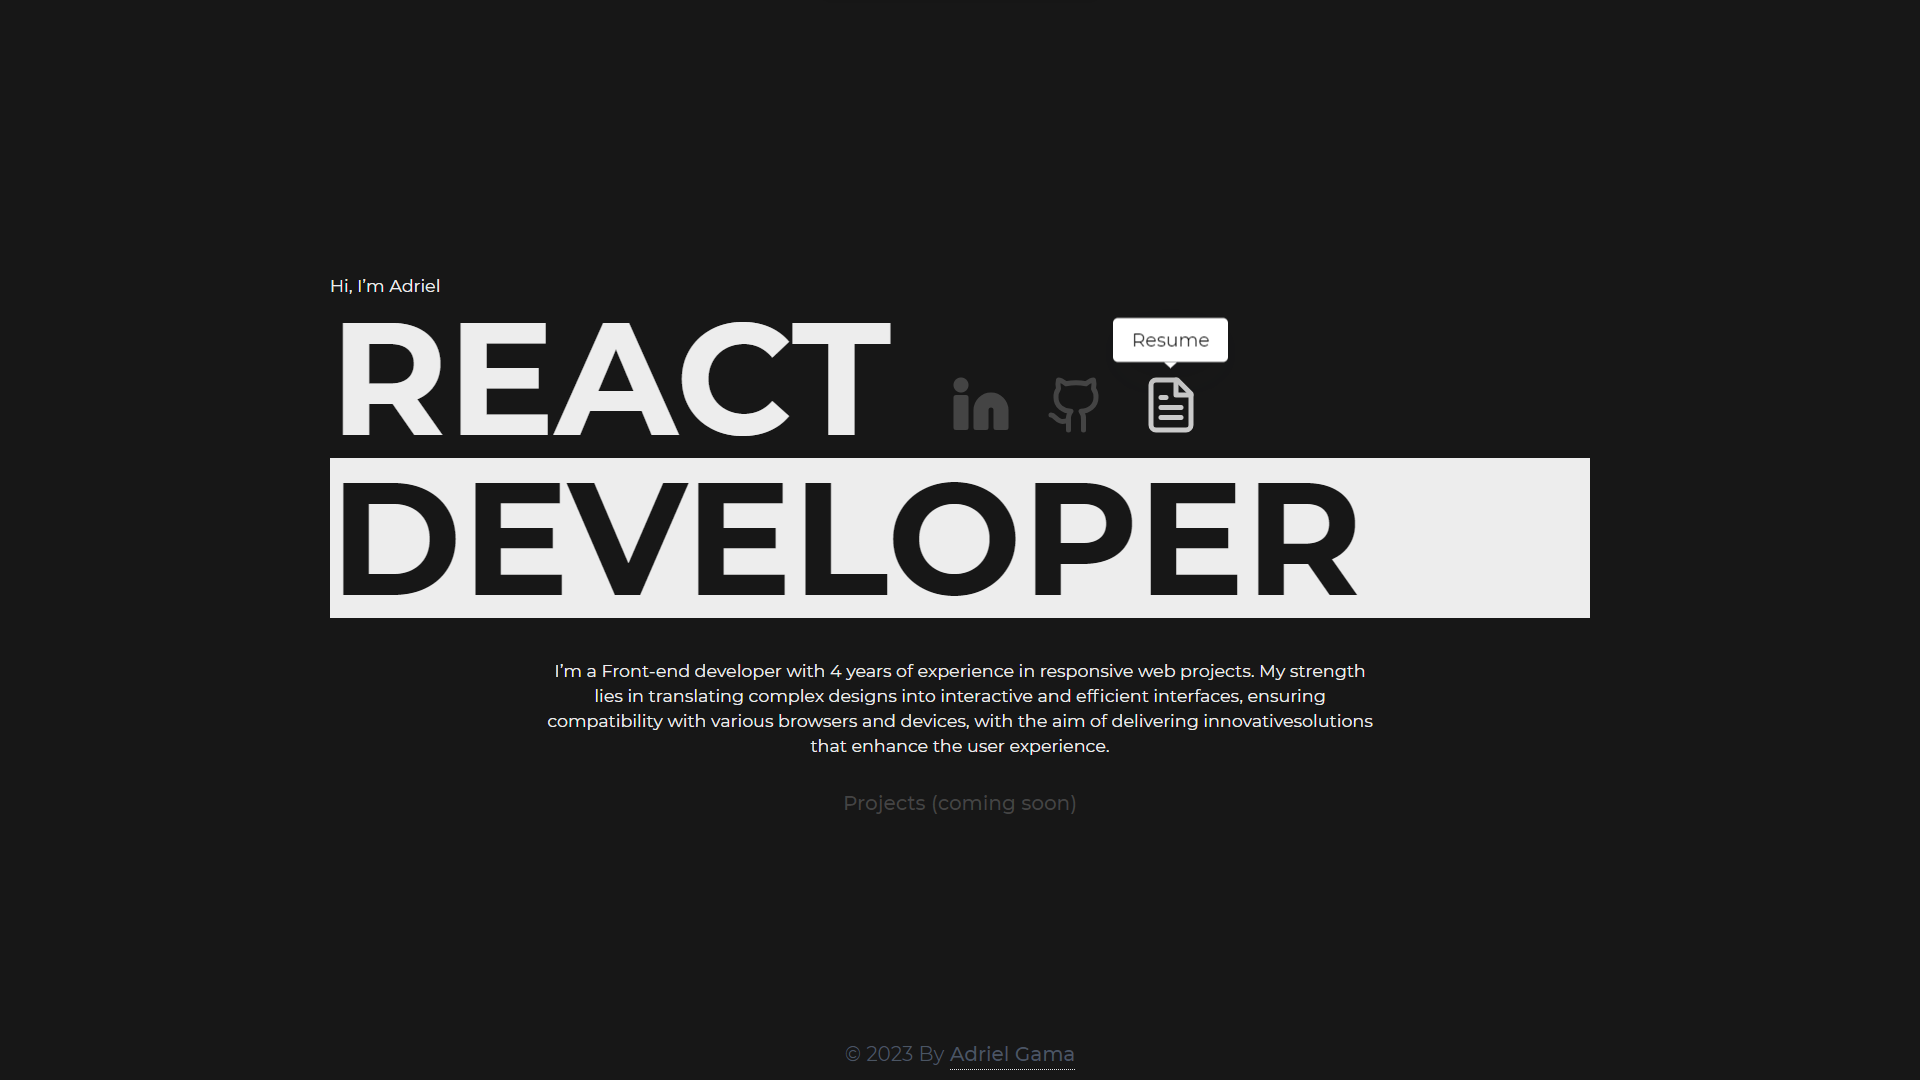 Hi, I’m Adriel
REACT
Resume
DEVELOPER
I’m a Front-end developer with 4 years of experience in responsive web projects. My strength
lies in translating complex designs into interactive and efficient interfaces, ensuring
compatibility with various browsers and devices, with the aim of delivering innovativesolutions
that enhance the user experience.
Projects (coming soon)
© 2023 By Adriel Gama